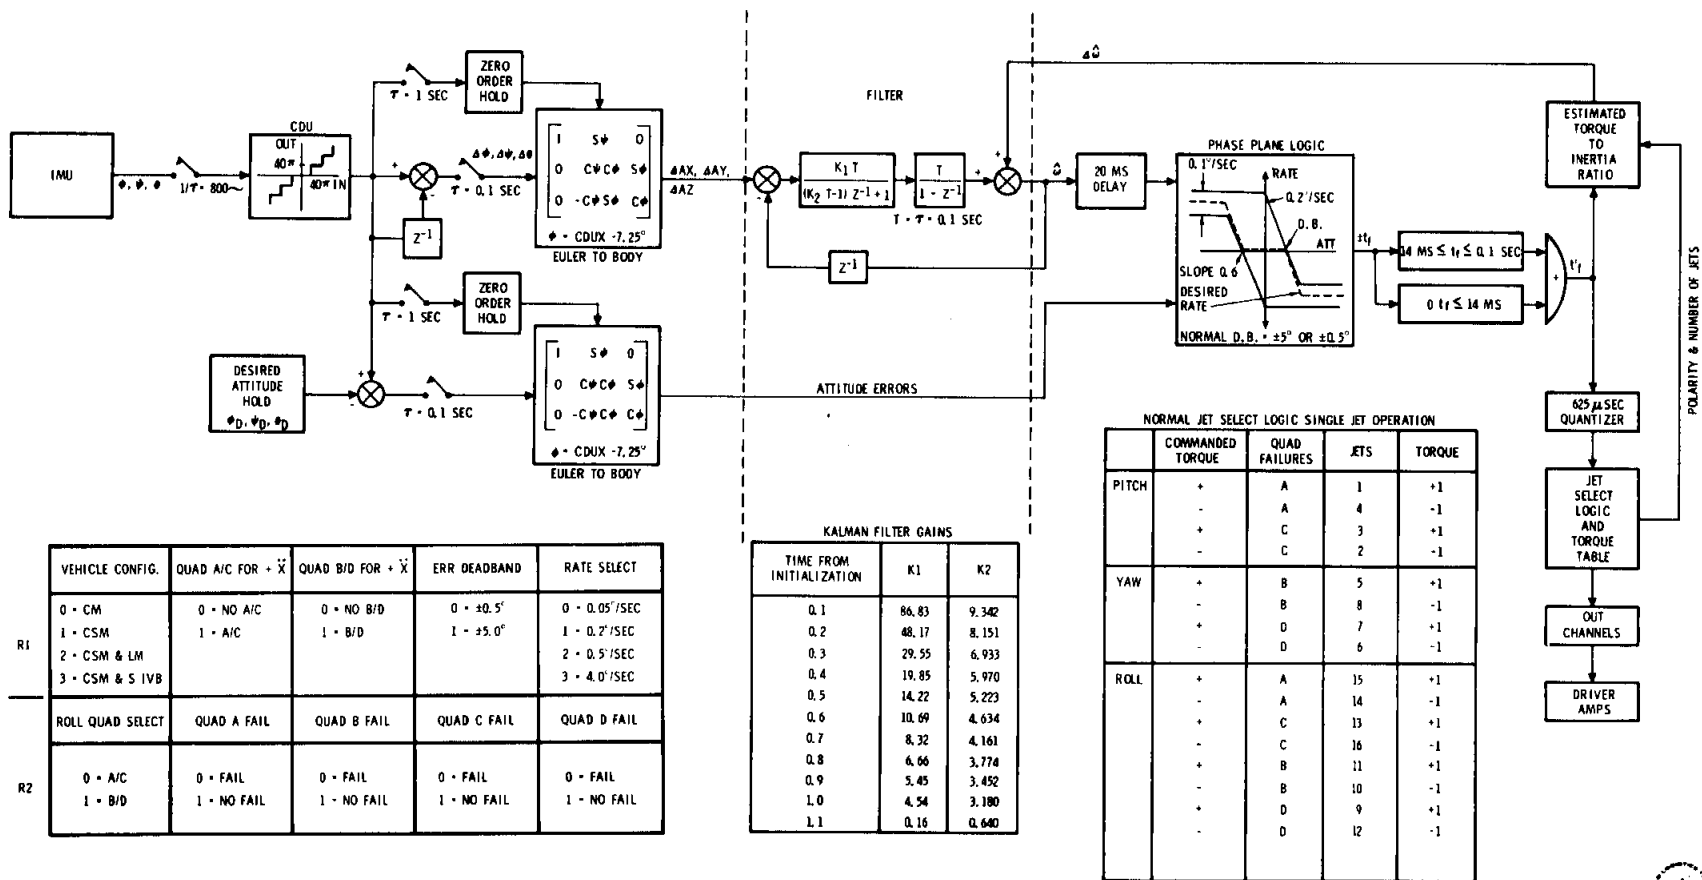 IMU
ϕ, ψ, θ
1/τ = 800~
CDU
OUT
40π
40π IN
τ = 1 SEC
ZERO
ORDER
HOLD
Δϕ, Δψ, Δθ
τ = 0.1 SEC
Z⁻¹
1 Sψ 0
0 CψCϕ Sϕ
0 -CψSϕ Cϕ
ϕ = CDUX -7.25°
EULER TO BODY
ΔAX, ΔAY,
ΔAZ
τ = 1 SEC
ZERO
ORDER
HOLD
DESIRED
ATTITUDE
HOLD
ϕD, ψD, θD
τ = 0.1 SEC
1 Sψ 0
0 CψCϕ Sϕ
0 -CψCϕ Cϕ
ϕ = CDUX -7.25°
EULER TO BODY
ATTITUDE ERRORS
FILTER
K1 T
(K2 T-1) Z⁻¹ + 1
T
1 - Z⁻¹
T = τ = 0.1 SEC
Z⁻¹
Δω̂
ω̂
20 MS
DELAY
PHASE PLANE LOGIC
0.1°/SEC
RATE
0.2°/SEC
D.B.
ATT
SLOPE 0.6
DESIRED
RATE
NORMAL D.B. = ±5° OR ±0.5°
±tf
14 MS ≤ tf ≤ 0.1 SEC
0 tf ≤ 14 MS
+
t'f
ESTIMATED
TORQUE
TO
INERTIA
RATIO
POLARITY & NUMBER OF JETS
625 μSEC
QUANTIZER
JET
SELECT
LOGIC
AND
TORQUE
TABLE
OUT
CHANNELS
DRIVER
AMPS
VEHICLE CONFIG. QUAD A/C FOR + Ẍ QUAD B/D FOR + Ẍ ERR DEADBAND RATE SELECT
R1
0 = CM 0 = NO A/C 0 = NO B/D 0 = ±0.5° 0 = 0.05°/SEC
1 = CSM 1 = A/C 1 = B/D 1 = ±5.0° 1 = 0.2°/SEC
2 = CSM & LM 2 = 0.5°/SEC
3 = CSM & S IVB 3 = 4.0°/SEC
ROLL QUAD SELECT QUAD A FAIL QUAD B FAIL QUAD C FAIL QUAD D FAIL
R2
0 = A/C 0 = FAIL 0 = FAIL 0 = FAIL 0 = FAIL
1 = B/D 1 = NO FAIL 1 = NO FAIL 1 = NO FAIL 1 = NO FAIL
KALMAN FILTER GAINS
TIME FROM
INITIALIZATION K1 K2
0.1 86.83 9.342
0.2 48.17 8.151
0.3 29.55 6.933
0.4 19.85 5.970
0.5 14.22 5.223
0.6 10.69 4.634
0.7 8.32 4.161
0.8 6.66 3.774
0.9 5.45 3.452
1.0 4.54 3.180
1.1 0.16 0.640
NORMAL JET SELECT LOGIC SINGLE JET OPERATION
COMMANDED
TORQUE QUAD
FAILURES JETS TORQUE
PITCH + A 1 +1
- A 4 -1
+ C 3 +1
- C 2 -1
YAW + B 5 +1
- B 8 -1
+ D 7 +1
- D 6 -1
ROLL + A 15 +1
- A 14 -1
+ C 13 +1
- C 16 -1
+ B 11 +1
- B 10 -1
+ D 9 +1
- D 12 -1